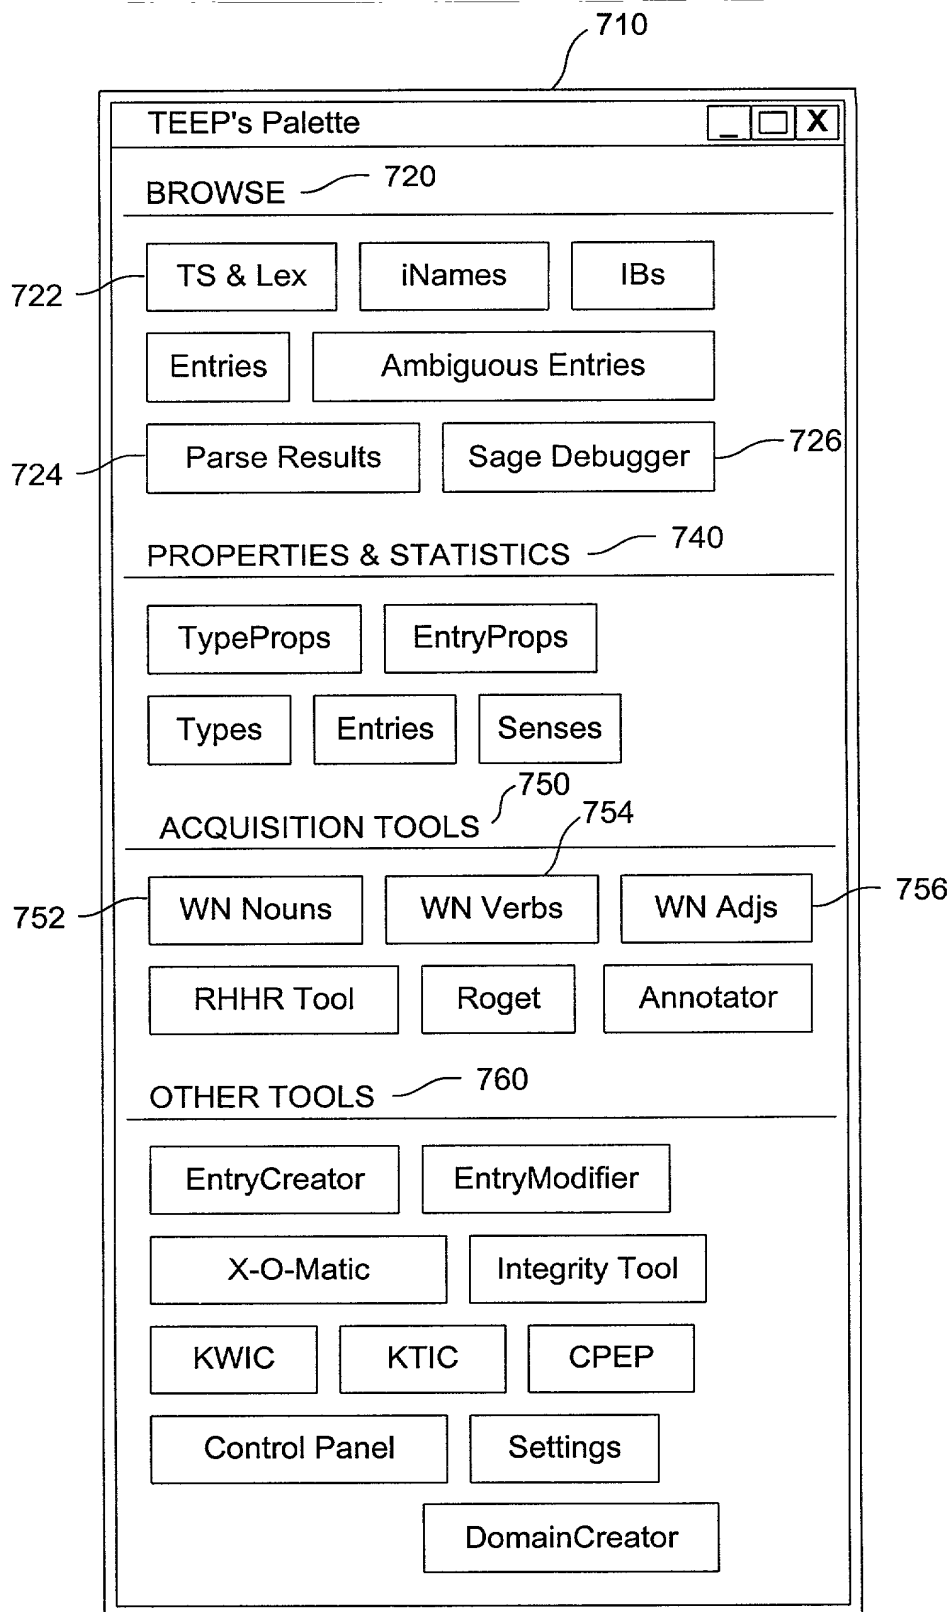 710
TEEP's Palette _ X
BROWSE 720
722 TS & Lex iNames IBs
Entries Ambiguous Entries
724 Parse Results Sage Debugger 726
PROPERTIES & STATISTICS 740
TypeProps EntryProps
Types Entries Senses
750
ACQUISITION TOOLS 754
752 WN Nouns WN Verbs WN Adjs 756
RHHR Tool Roget Annotator
OTHER TOOLS 760
EntryCreator EntryModifier
X-O-Matic Integrity Tool
KWIC KTIC CPEP
Control Panel Settings
DomainCreator